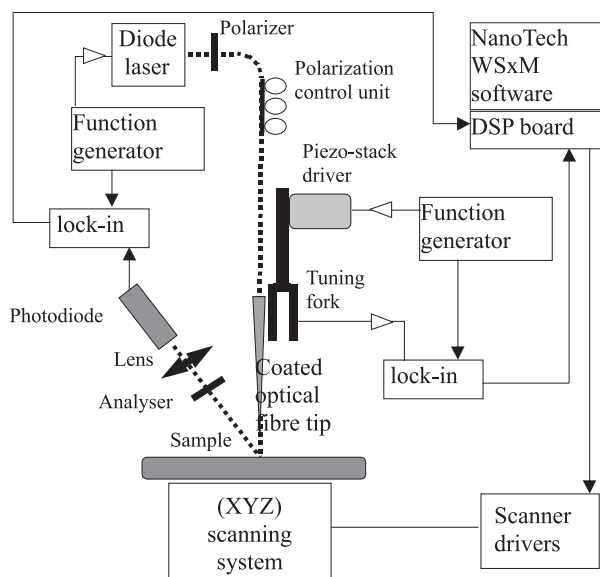 Diode
laser
Polarizer
NanoTech
WSxM
software
DSP board
Polarization
control unit
Function
generator
Piezo-stack
driver
lock-in
Function
generator
Tuning
fork
Photodiode
Lens
Analyser
Coated
optical
fibre tip
lock-in
Sample
(XYZ)
scanning
system
Scanner
drivers